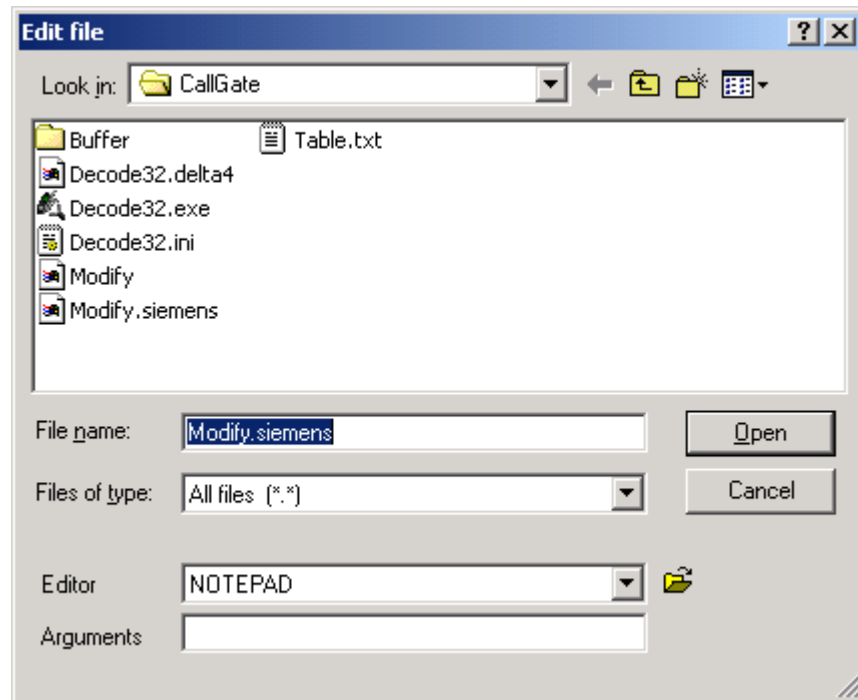 Edit file
Look in: CallGate
Buffer
Decode32.delta4
Decode32.exe
Decode32.ini
Modify
Modify.siemens
Table.txt
File name: Modify.siemens Open
Files of type: All files (*.*) Cancel
Editor NOTEPAD
Arguments